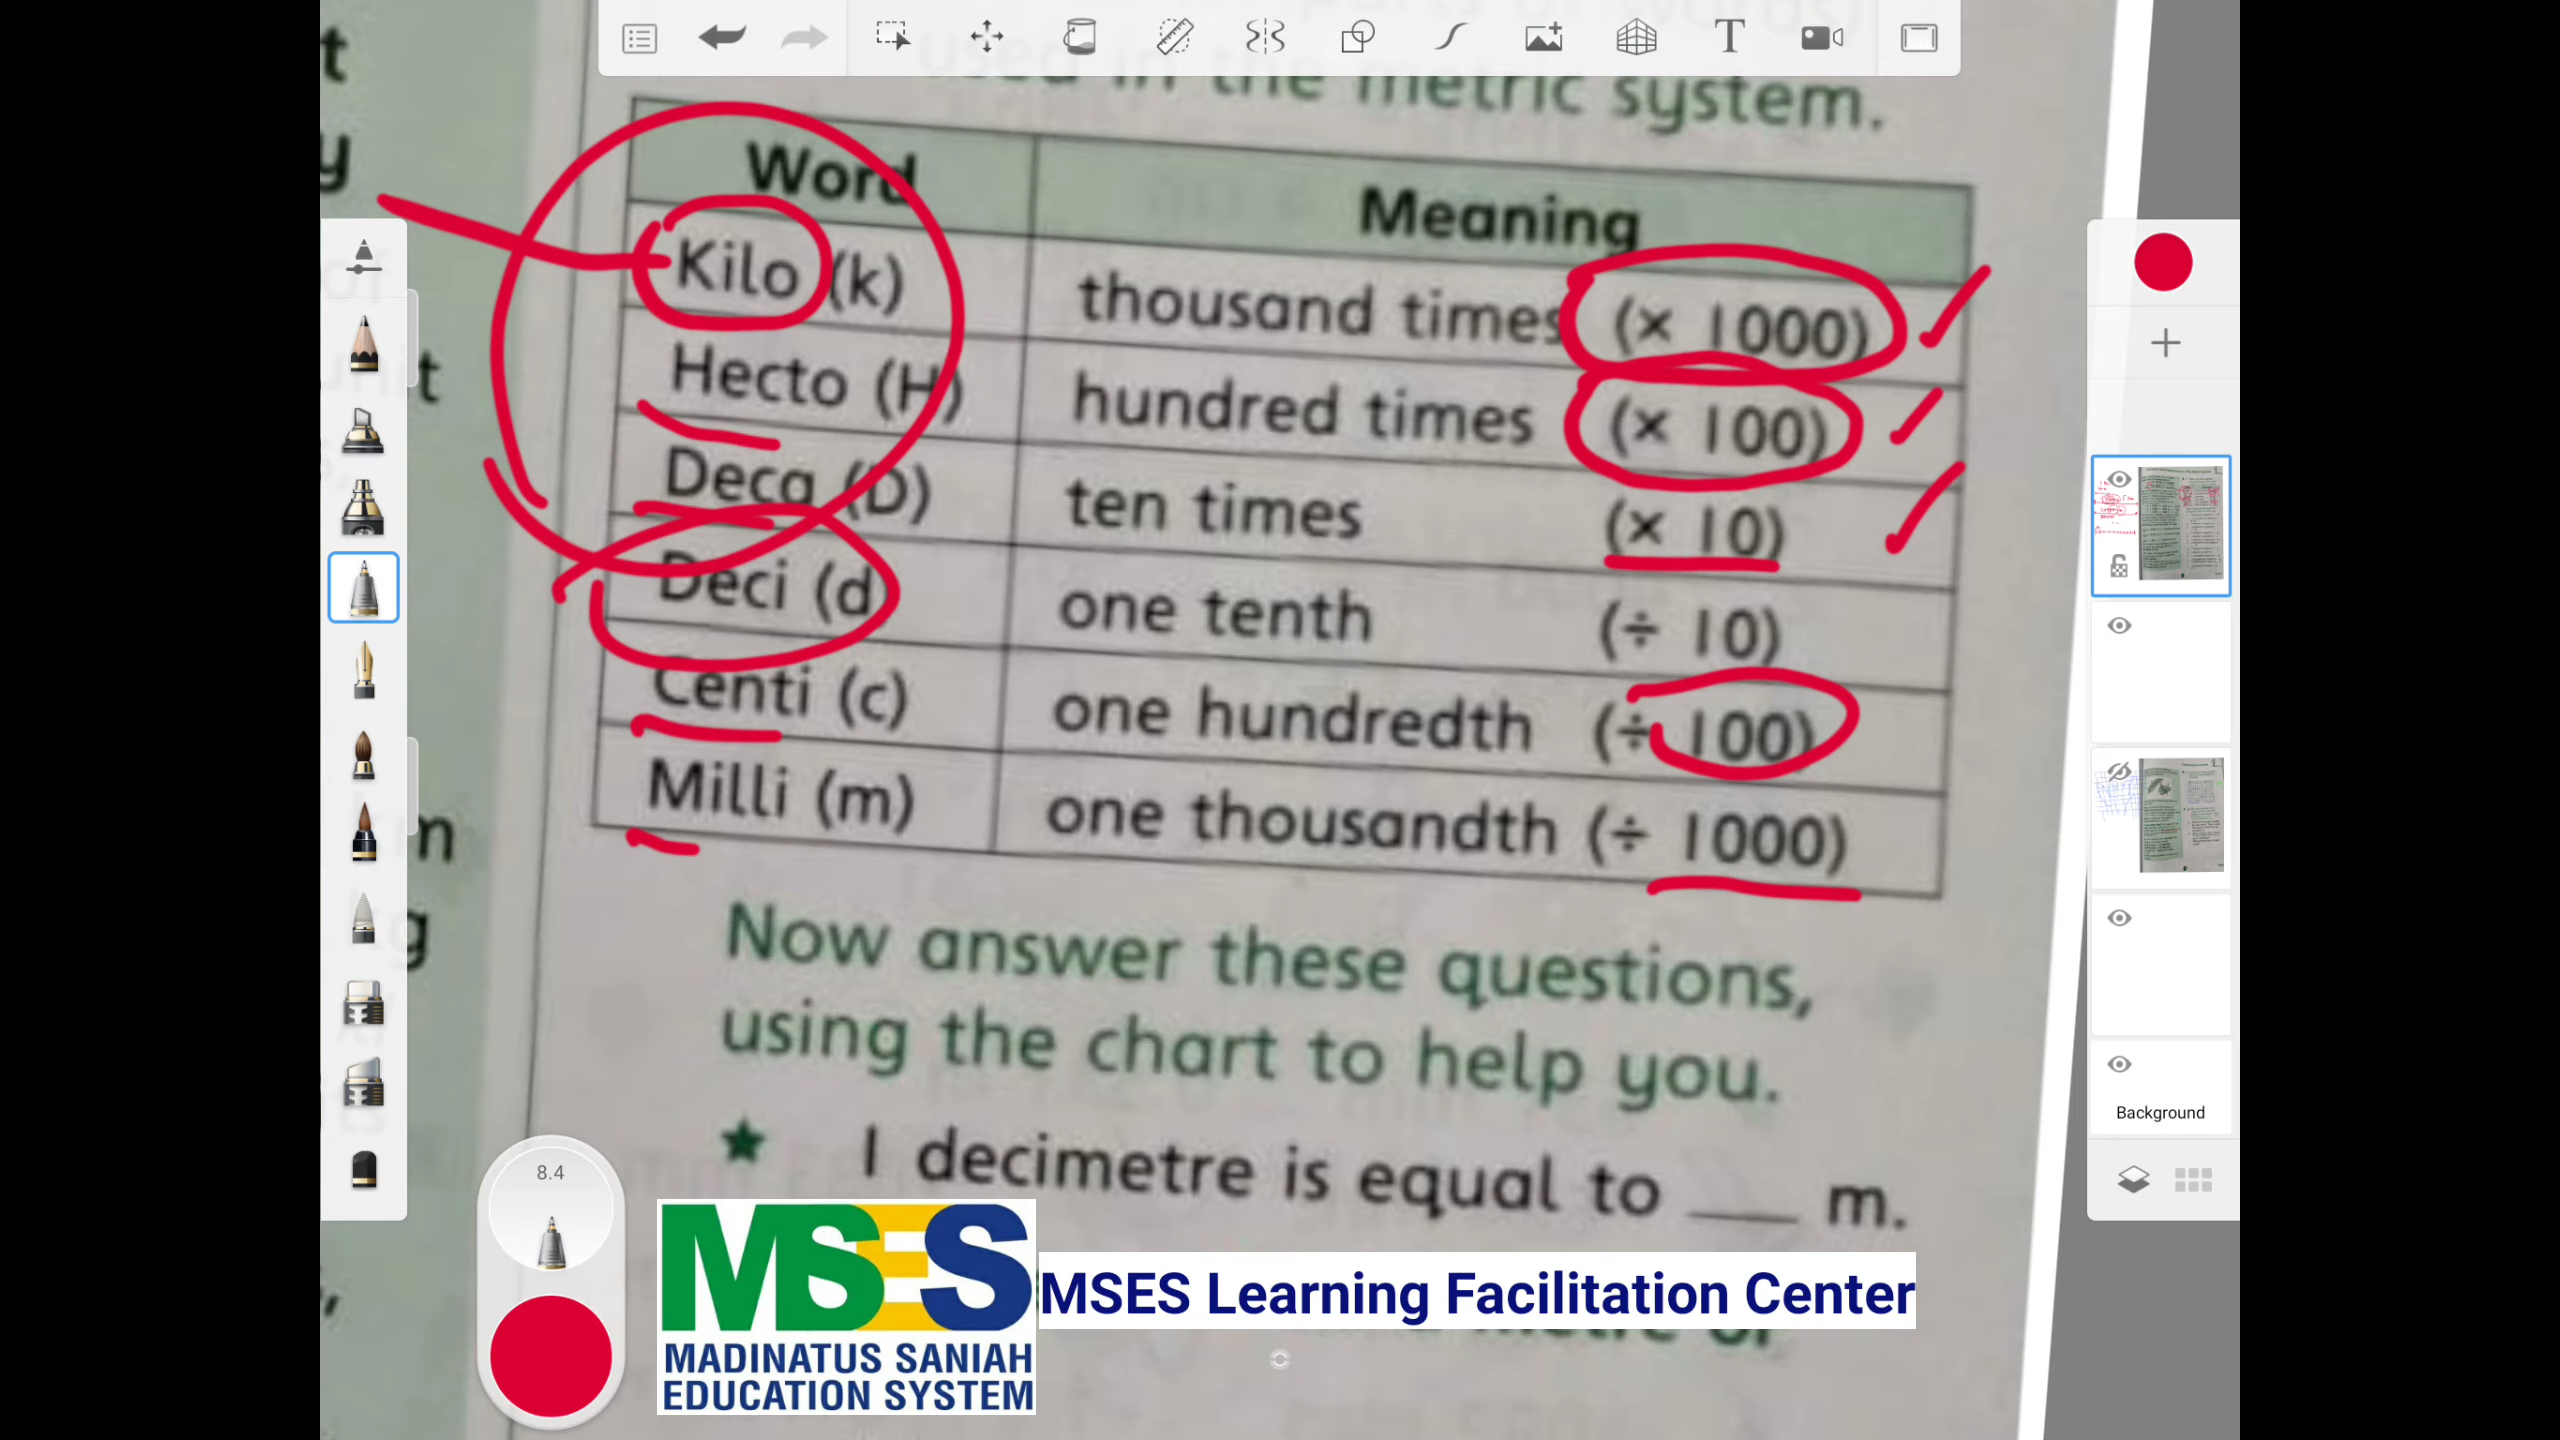 used in the metric system.
Word Meaning
Kilo (k) thousand times (× 1000)
Hecto (H) hundred times (× 100)
Deca (D) ten times (× 10)
Deci (d) one tenth (÷ 10)
Centi (c) one hundredth (÷ 100)
Milli (m) one thousandth (÷ 1000)
Now answer these questions,
using the chart to help you.
★ 1 decimetre is equal to ___ m.
MSES
MADINATUS SANIAH
EDUCATION SYSTEM
MSES Learning Facilitation Center
8.4
T
Background